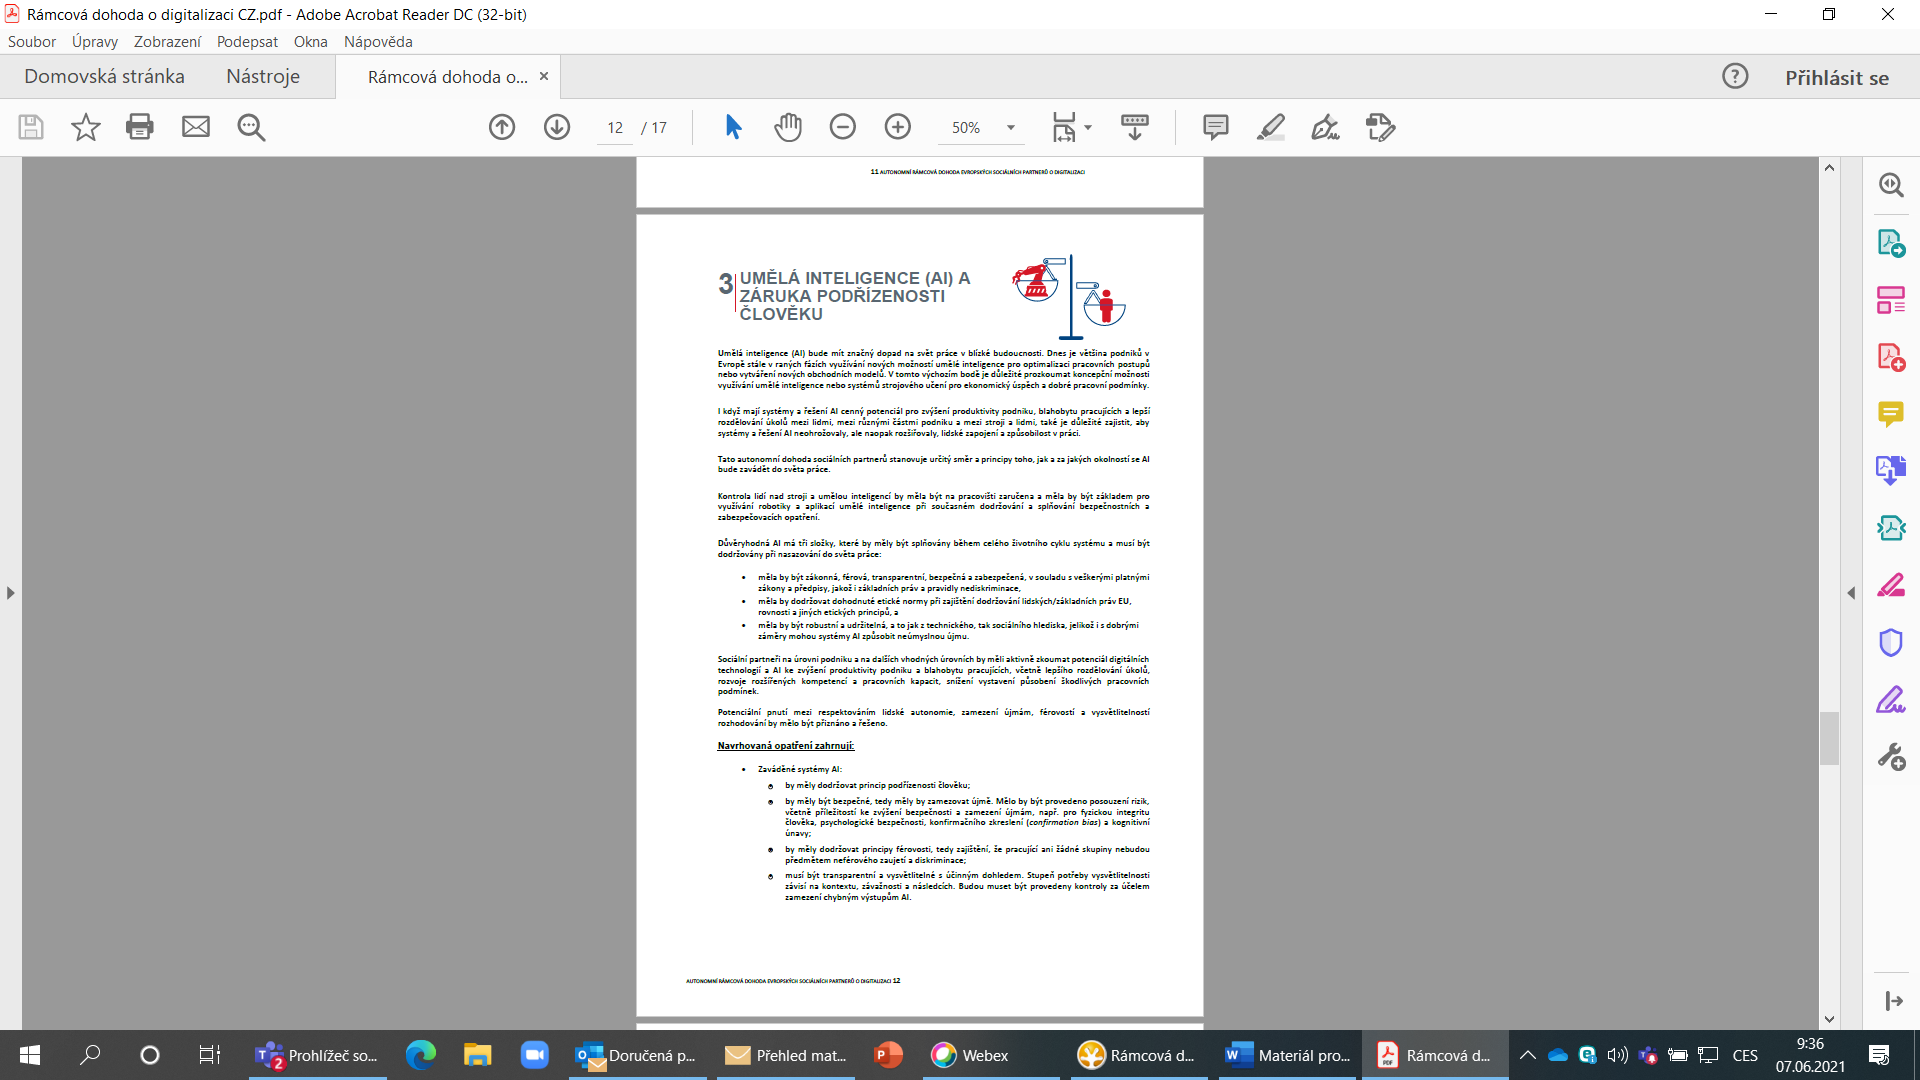 Rámcová dohoda o digitalizaci CZ.pdf - Adobe Acrobat Reader DC (32-bit)
Soubor Úpravy Zobrazení Podepsat Okna Nápověda
Domovská stránka Nástroje Rámcová dohoda o... × ? Přihlásit se
12 / 17 50%
11 AUTONOMNÍ RÁMCOVÁ DOHODA EVROPSKÝCH SOCIÁLNÍCH PARTNERŮ O DIGITALIZACI
3 UMĚLÁ INTELIGENCE (AI) A
ZÁRUKA PODŘÍZENOSTI
ČLOVĚKU
Umělá inteligence (AI) bude mít značný dopad na svět práce v blízké budoucnosti. Dnes je většina podniků v
Evropě stále v raných fázích využívání nových možností umělé inteligence pro optimalizaci pracovních postupů
nebo vytváření nových obchodních modelů. V tomto výchozím bodě je důležité prozkoumat koncepční možnosti
využívání umělé inteligence nebo systémů strojového učení pro ekonomický úspěch a dobré pracovní podmínky.
I když mají systémy a řešení AI cenný potenciál pro zvýšení produktivity podniku, blahobytu pracujících a lepší
rozdělování úkolů mezi lidmi, mezi různými částmi podniku a mezi stroji a lidmi, také je důležité zajistit, aby
systémy a řešení AI neohrožovaly, ale naopak rozšiřovaly, lidské zapojení a způsobilost v práci.
Tato autonomní dohoda sociálních partnerů stanovuje určitý směr a principy toho, jak a za jakých okolností se AI
bude zavádět do světa práce.
Kontrola lidí nad stroji a umělou inteligencí by měla být na pracovišti zaručena a měla by být základem pro
využívání robotiky a aplikací umělé inteligence při současném dodržování a splňování bezpečnostních a
zabezpečovacích opatření.
Důvěryhodná AI má tři složky, které by měly být splňovány během celého životního cyklu systému a musí být
dodržovány při nasazování do světa práce:
• měla by být zákonná, férová, transparentní, bezpečná a zabezpečená, v souladu s veškerými platnými
zákony a předpisy, jakož i základních práv a pravidly nediskriminace,
• měla by dodržovat dohodnuté etické normy při zajištění dodržování lidských/základních práv EU,
rovnosti a jiných etických principů, a
• měla by být robustní a udržitelná, a to jak z technického, tak sociálního hlediska, jelikož i s dobrými
záměry mohou systémy AI způsobit neúmyslnou újmu.
Sociální partneři na úrovni podniku a na dalších vhodných úrovních by měli aktivně zkoumat potenciál digitálních
technologií a AI ke zvýšení produktivity podniku a blahobytu pracujících, včetně lepšího rozdělování úkolů,
rozvoje rozšířených kompetencí a pracovních kapacit, snížení vystavení působení škodlivých pracovních
podmínek.
Potenciální pnutí mezi respektováním lidské autonomie, zamezení újmám, férovostí a vysvětlitelností
rozhodování by mělo být přiznáno a řešeno.
Navrhovaná opatření zahrnují:
• Zaváděné systémy AI:
by měly dodržovat princip podřízenosti člověku;
by měly být bezpečné, tedy měly by zamezovat újmě. Mělo by být provedeno posouzení rizik,
včetně příležitostí ke zvýšení bezpečnosti a zamezení újmám, např. pro fyzickou integritu
člověka, psychologické bezpečnosti, konfirmačního zkreslení (confirmation bias) a kognitivní
únavy;
by měly dodržovat principy férovosti, tedy zajištění, že pracující ani žádné skupiny nebudou
předmětem neférového zaujetí a diskriminace;
musí být transparentní a vysvětlitelné s účinným dohledem. Stupeň potřeby vysvětlitelnosti
závisí na kontextu, závažnosti a následcích. Budou muset být provedeny kontroly za účelem
zamezení chybným výstupům AI.
AUTONOMNÍ RÁMCOVÁ DOHODA EVROPSKÝCH SOCIÁLNÍCH PARTNERŮ O DIGITALIZACI 12
2 Prohlížeč so... Doručená p... Přehled mat... Webex Rámcová d... Materiál pro... Rámcová d... CES
9:36
07.06.2021